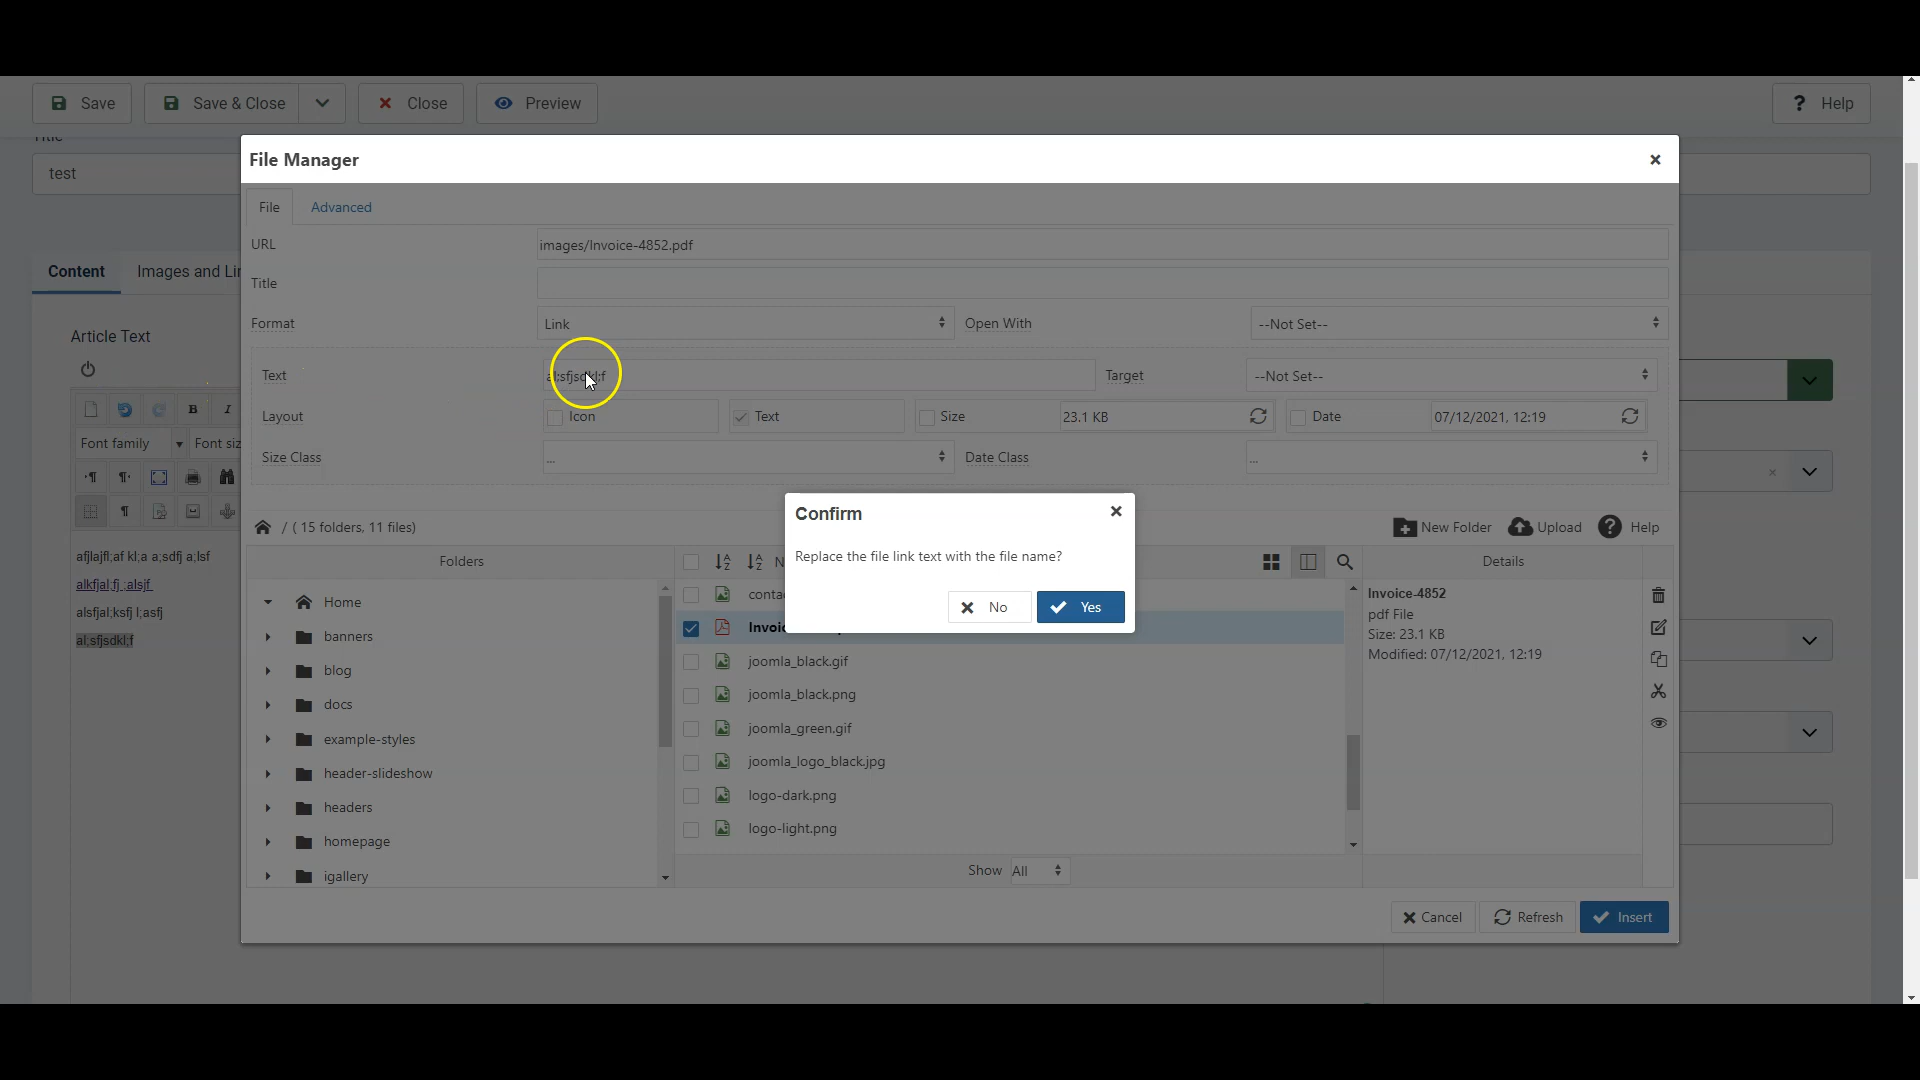 Save
Save & Close
Close
Preview
? Help
Title
test
File Manager
File
Advanced
URL
images/Invoice-4852.pdf
Title
Content
Images and Lin
Format
Link
Open With
--Not Set--
Article Text
Text
al;sfjsdkl;f
Target
--Not Set--
Layout
Icon
Text
Size
23.1 KB
Date
07/12/2021, 12:19
B
I
Font family
Font siz
Size Class
...
Date Class
...
/ ( 15 folders, 11 files)
New Folder
Upload
Help
Confirm
Replace the file link text with the file name?
No
Yes
afjlajfl;af kl;a a;sdfj a;lsf
alkfjal;fj ;alsjf
alsfjal;ksfj l;asfj
al;sfjsdkl;f
Folders
Home
banners
blog
docs
example-styles
header-slideshow
headers
homepage
igallery
N
Details
conta
Invoic
joomla_black.gif
joomla_black.png
joomla_green.gif
joomla_logo_black.jpg
logo-dark.png
logo-light.png
Show
All
Invoice-4852
pdf File
Size: 23.1 KB
Modified: 07/12/2021, 12:19
Cancel
Refresh
Insert